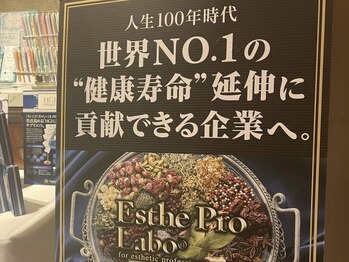 人生100年時代
世界NO.1の
“健康寿命”延伸に
貢献できる企業へ。
Esthe Pro
Labo
for esthetic professi